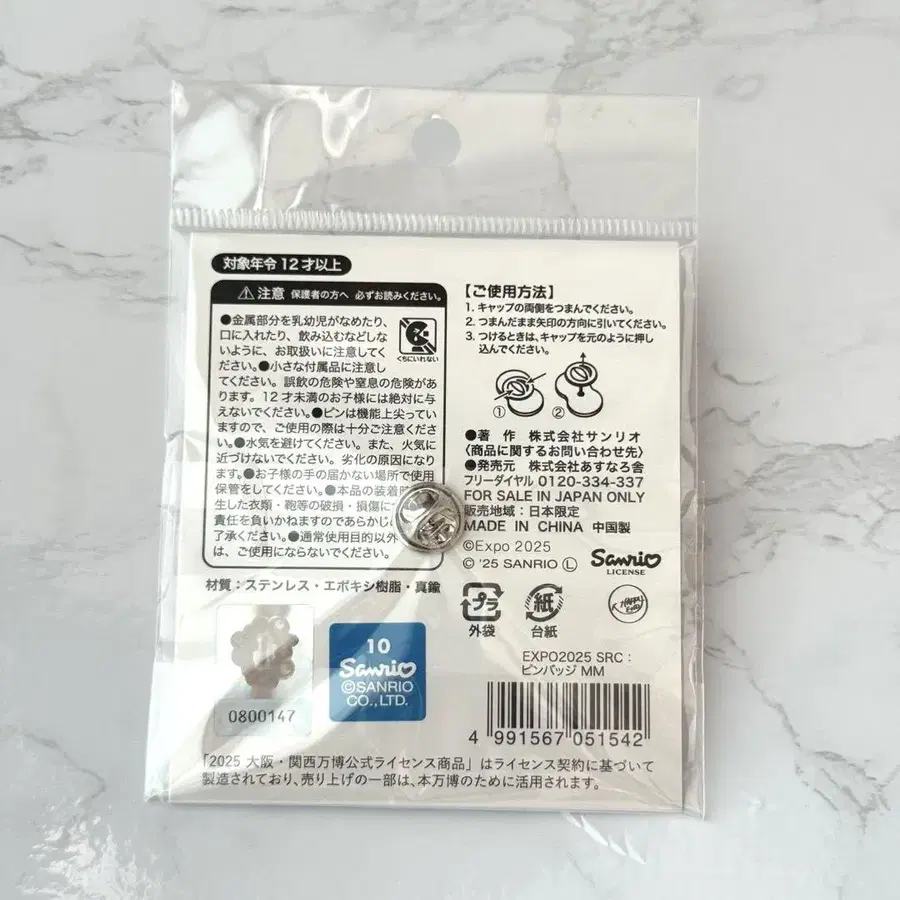 対象年令12才以上
⚠注意 保護者の方へ 必ずお読みください。
●金属部分を乳幼児がなめたり、
口に入れたり、飲み込むなどしな
いように、お取扱いに注意してく
ださい。●小さな付属品に注意し
てください。誤飲の危険や窒息の危険があ
ります。12才未満のお子様には絶対に与
えないでください。●ピンは機能上尖ってい
ますので、ご使用の際は十分ご注意ください。
●水気を避けてください。また、火気に
近づけないでください。劣化の原因になり
ます。●お子様の手の届かない場所で使用
保管をしてください。●本品の装着時
生した衣類・鞄等の破損・損傷に
責任を負いかねますのであらかじ
了承ください。●通常使用目的以外
は、ご使用にならないでください。
くちにいれない
材質：ステンレス・エポキシ樹脂・真鍮
【ご使用方法】
1. キャップの両側をつまんでください。
2. つまんだまま矢印の方向に引いてください。
3. つけるときは、キャップを元のように押し
込んでください。
① ②
●著 作 株式会社サンリオ
〈商品に関するお問い合わせ先〉
●発売元 株式会社あすなろ舎
フリーダイヤル 0120-334-337
FOR SALE IN JAPAN ONLY
販売地域：日本限定
MADE IN CHINA 中国製
©Expo 2025
© '25 SANRIO Ⓛ
Sanrio
LICENSE
プラ
外袋
紙
台紙
HAPPY
0800147
10
Sanrio
©SANRIO
CO.,LTD.
EXPO2025 SRC：
ピンバッジ MM
4 991567 051542
「2025 大阪・関西万博公式ライセンス商品」はライセンス契約に基づいて
製造されており、売り上げの一部は、本万博のために活用されます。